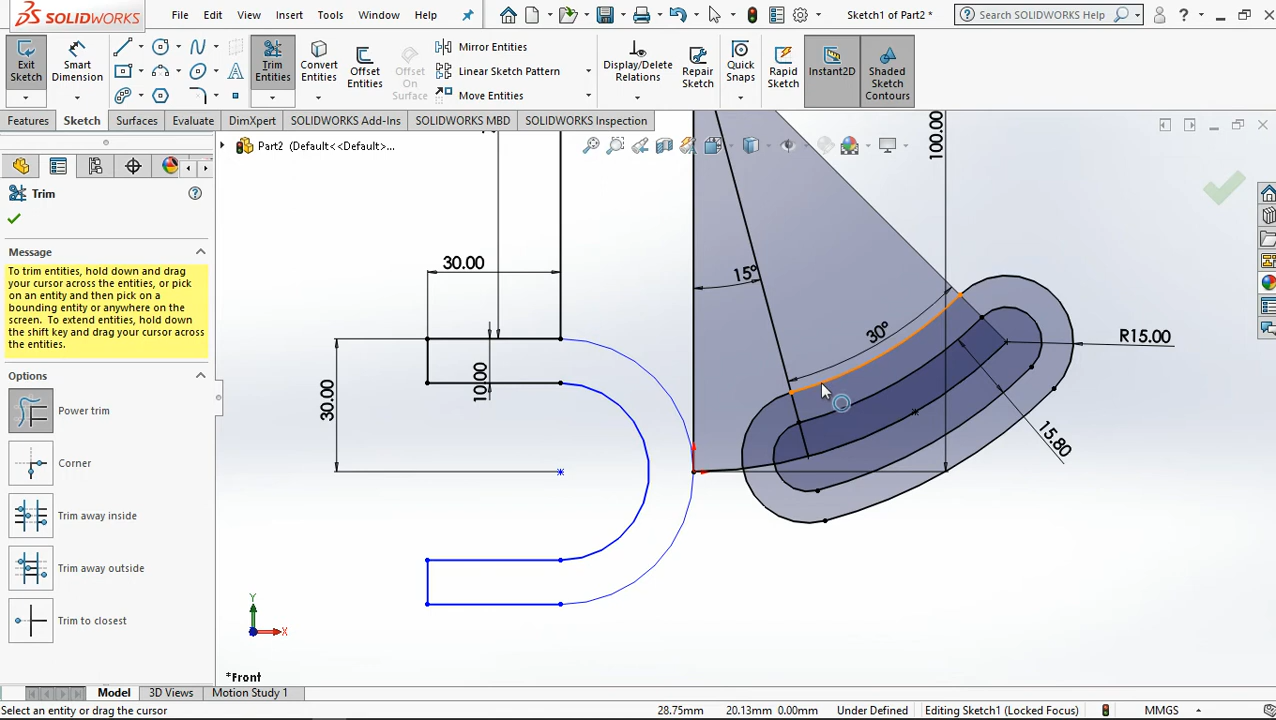 SOLIDWORKS
File Edit View Insert Tools Window Help
Sketch1 of Part2 *
Search SOLIDWORKS Help
?
Exit Sketch
Smart Dimension
Trim Entities
Convert Entities
Offset Entities
Offset On Surface
Mirror Entities
Linear Sketch Pattern
Move Entities
Display/Delete Relations
Repair Sketch
Quick Snaps
Rapid Sketch
Instant2D
Shaded Sketch Contours
Features Sketch Surfaces Evaluate DimXpert SOLIDWORKS Add-Ins SOLIDWORKS MBD SOLIDWORKS Inspection
Part2 (Default<<Default>...
Trim
?
Message
To trim entities, hold down and drag
your cursor across the entities, or pick
on an entity and then pick on a
bounding entity or anywhere on the
screen. To extend entities, hold down
the shift key and drag your cursor across
the entities.
Options
Power trim
Corner
Trim away inside
Trim away outside
Trim to closest
100.00
30.00
15°
30°
R15.00
10.00
30.00
15.80
Y
X
*Front
Model 3D Views Motion Study 1
Select an entity or drag the cursor
28.75mm 20.13mm 0.00mm Under Defined Editing Sketch1 (Locked Focus) MMGS